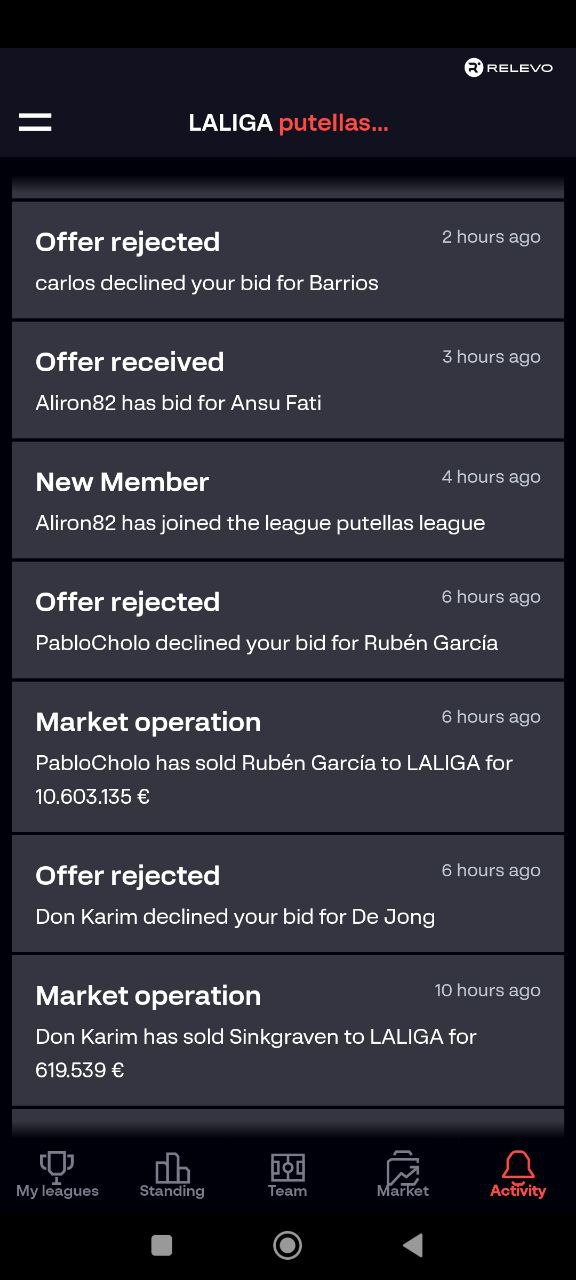 RELEVO
LALIGA putellas...
Offer rejected
2 hours ago
carlos declined your bid for Barrios
Offer received
3 hours ago
Aliron82 has bid for Ansu Fati
New Member
4 hours ago
Aliron82 has joined the league putellas league
Offer rejected
6 hours ago
PabloCholo declined your bid for Rubén García
Market operation
6 hours ago
PabloCholo has sold Rubén García to LALIGA for
10.603.135 €
Offer rejected
6 hours ago
Don Karim declined your bid for De Jong
Market operation
10 hours ago
Don Karim has sold Sinkgraven to LALIGA for
619.539 €
My leagues
Standing
Team
Market
Activity